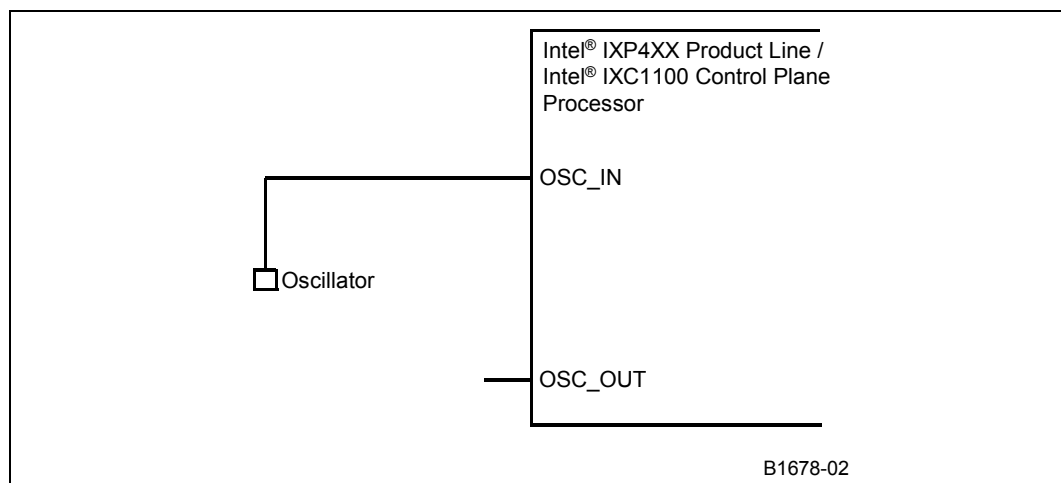 Intel® IXP4XX Product Line /
Intel® IXC1100 Control Plane
Processor
OSC_IN
Oscillator
OSC_OUT
B1678-02